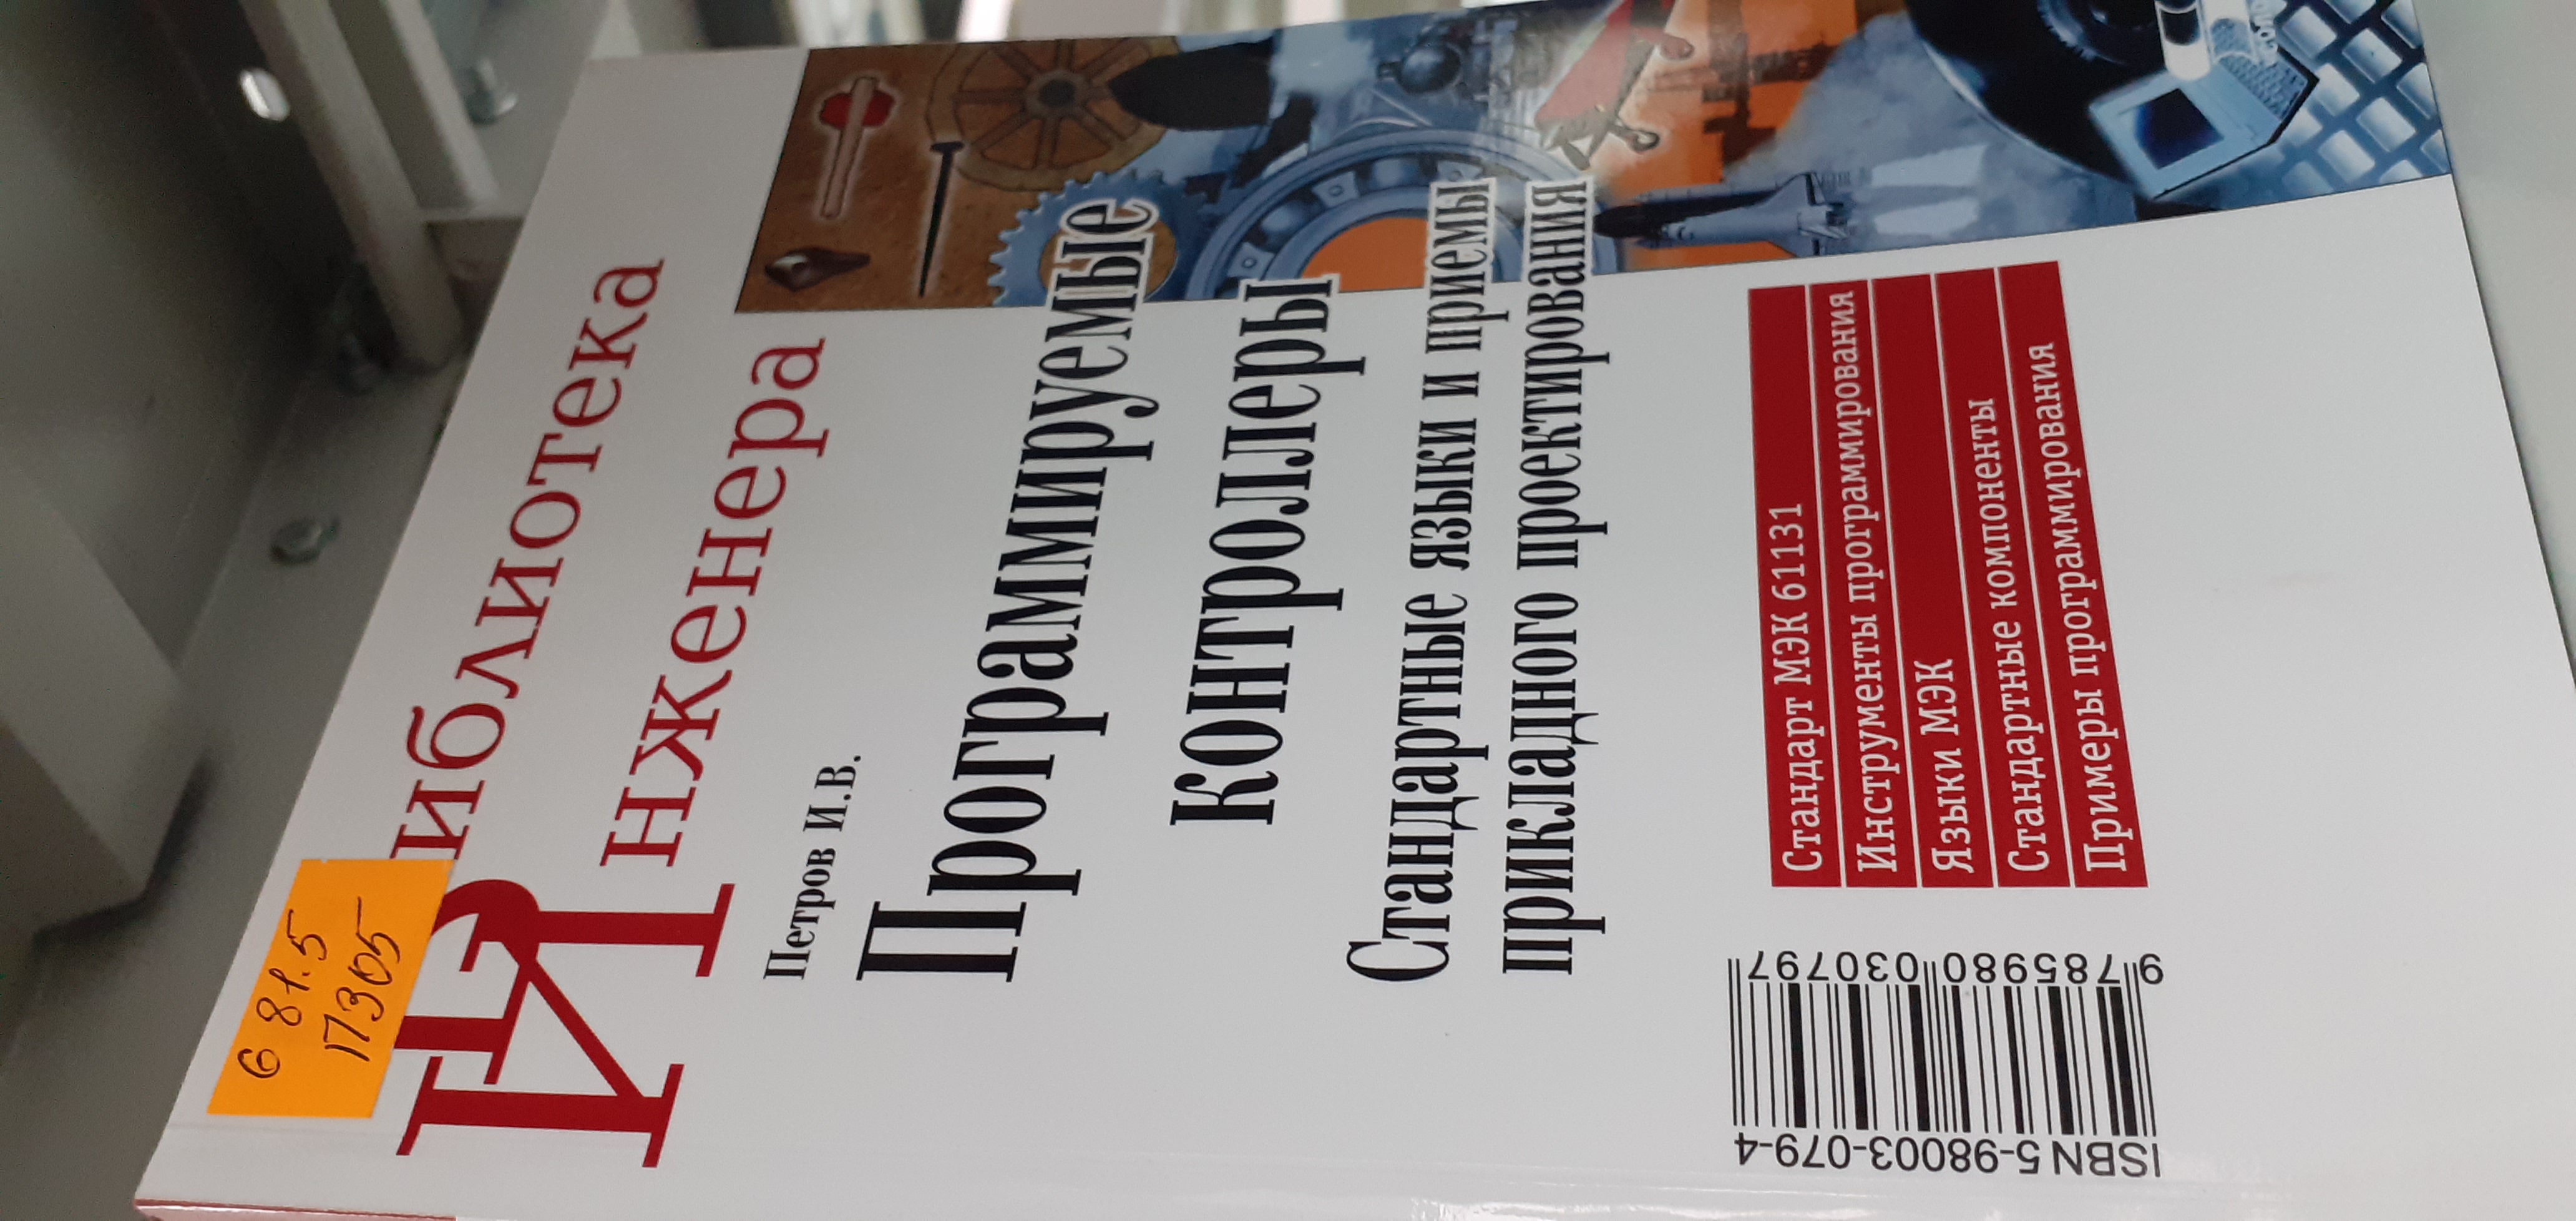 6 81.5
П305
Библиотека
Инженера
Петров И.В.
Программируемые
контроллеры
Стандартные языки и приемы
прикладного проектирования
Стандарт МЭК 61131
Инструменты программирования
Языки МЭК
Стандартные компоненты
Примеры программирования
ISBN 5-98003-079-4
9 785980 030797